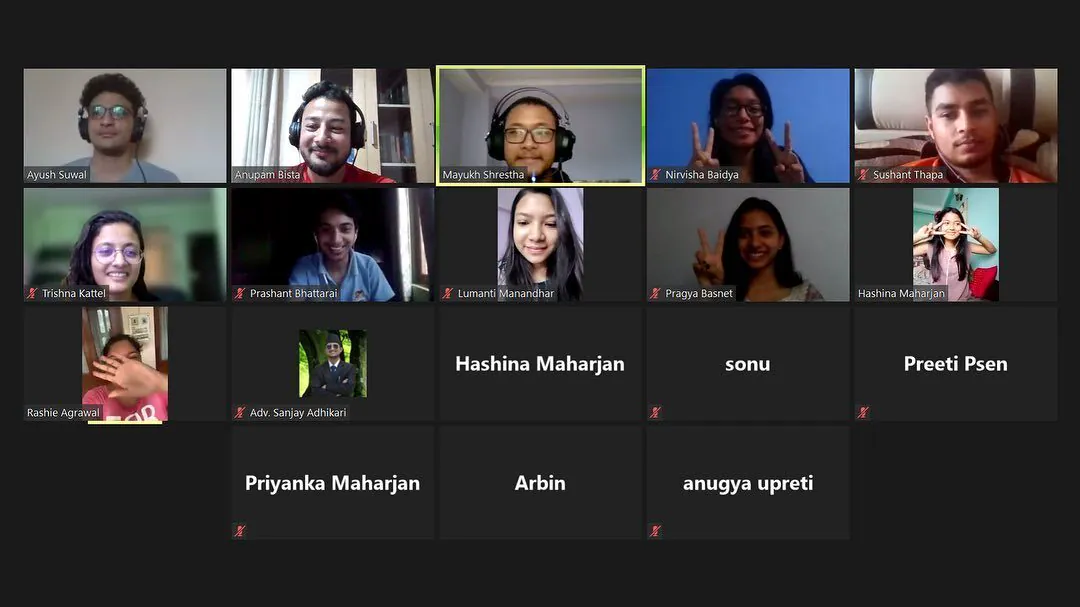 Ayush Suwal
Anupam Bista
Mayukh Shrestha
Nirvisha Baidya
Sushant Thapa
Trishna Kattel
Prashant Bhattarai
Lumanti Manandhar
Pragya Basnet
Hashina Maharjan
Rashie Agrawal
Adv. Sanjay Adhikari
Hashina Maharjan
sonu
Preeti Psen
Priyanka Maharjan
Arbin
anugya upreti